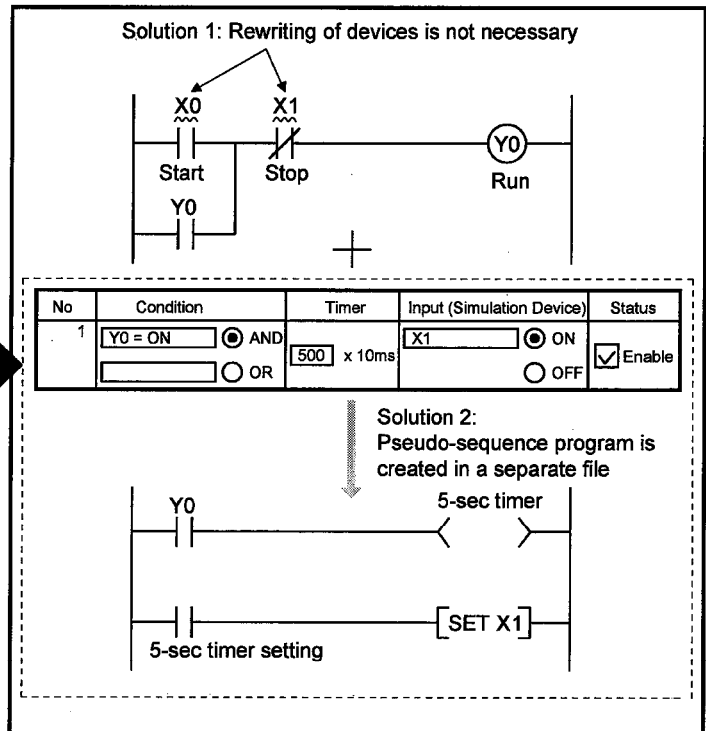 Solution 1: Rewriting of devices is not necessary
X0 X1
Y0
Start Stop
Run
Y0
No Condition Timer Input (Simulation Device) Status
1 Y0 = ON AND 500 x 10ms X1 ON Enable
OR OFF
Solution 2:
Pseudo-sequence program is
created in a separate file
Y0 5-sec timer
SET X1
5-sec timer setting